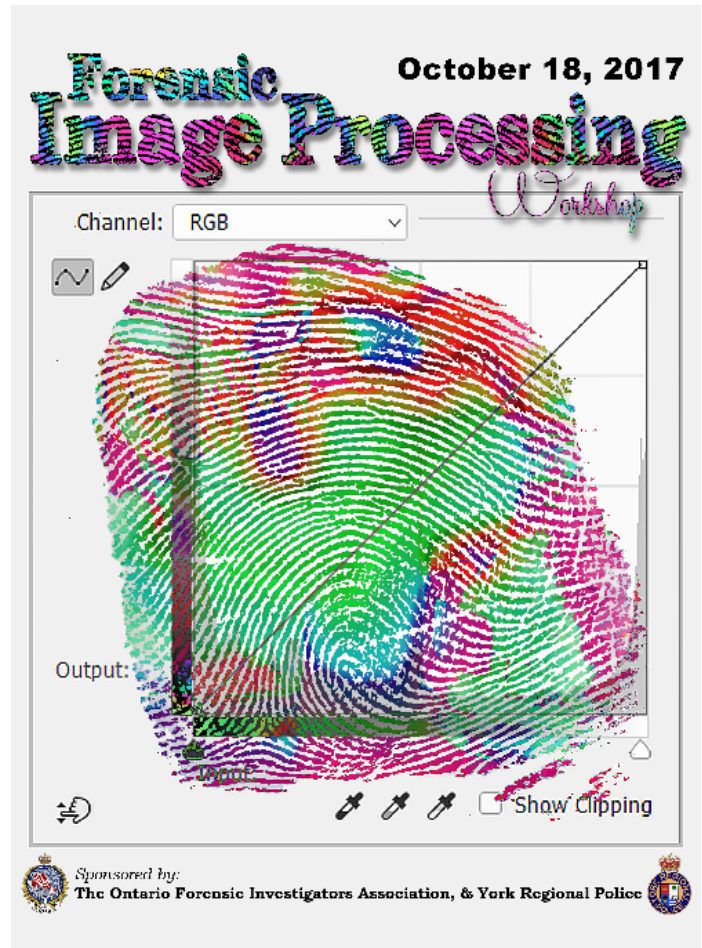 October 18, 2017
Forensic
Image Processing
Workshop
Channel: RGB
Output:
Input:
Show Clipping
Sponsored by:
The Ontario Forensic Investigators Association, & York Regional Police